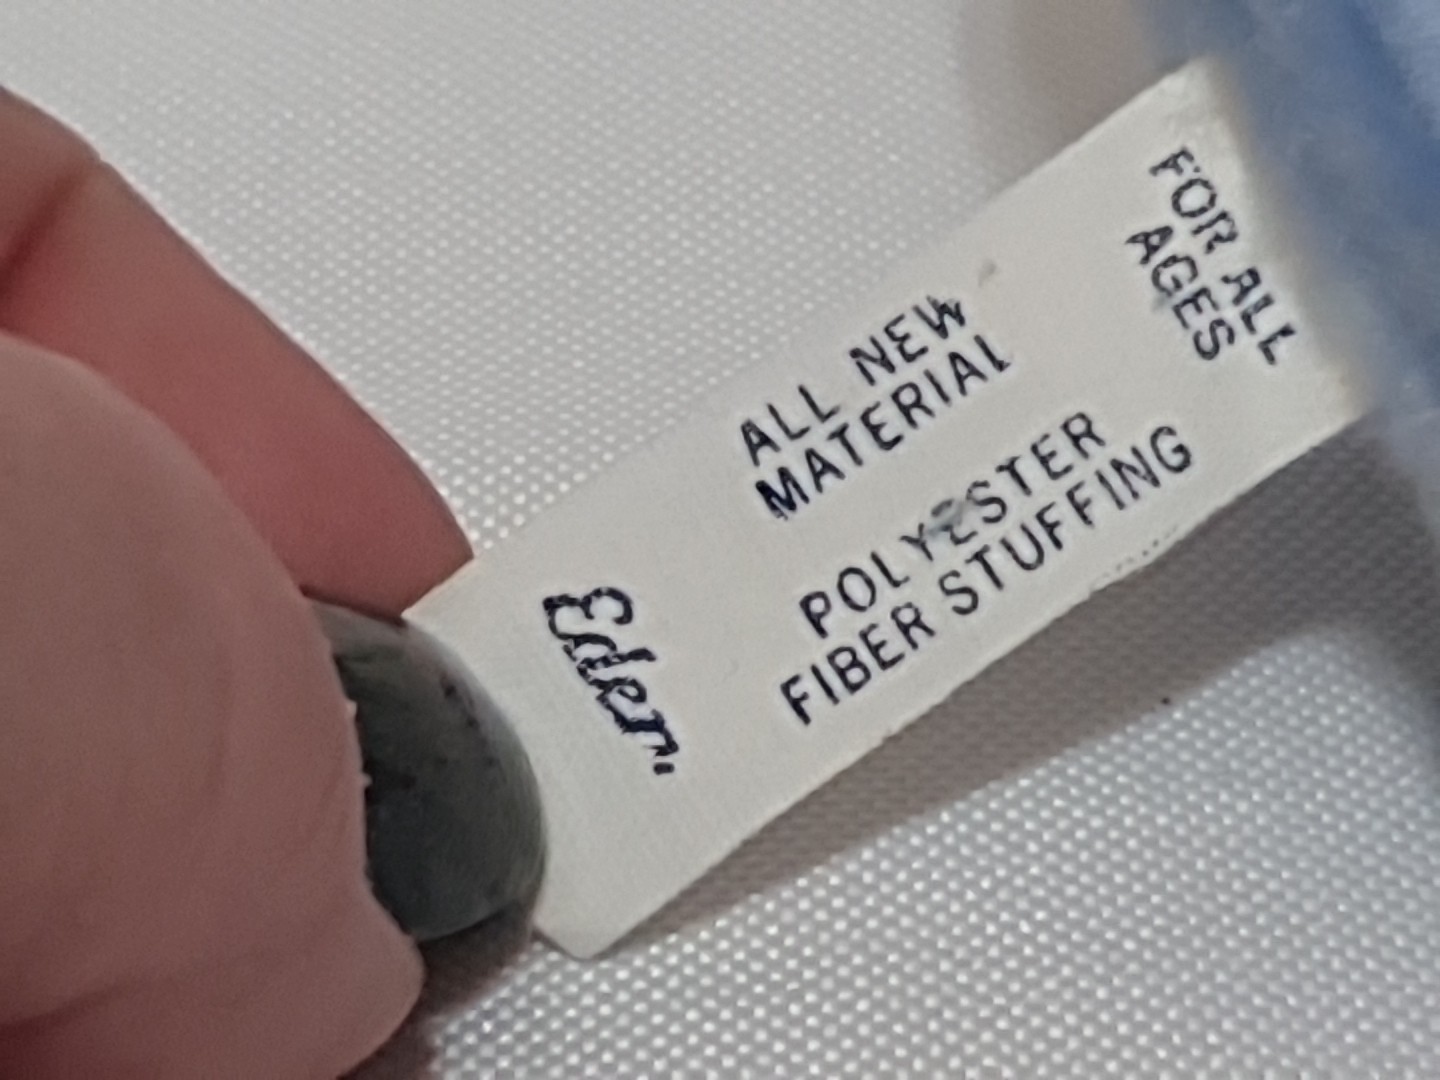 FOR ALL
AGES
ALL NEW
MATERIAL
POLYESTER
FIBER STUFFING
Eden